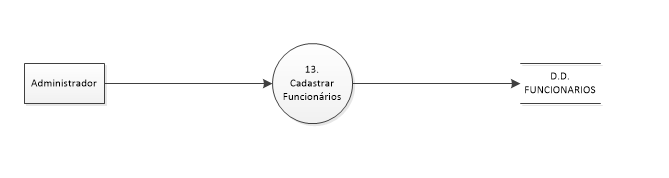 Administrador
13.
Cadastrar
Funcionários
D.D.
FUNCIONARIOS